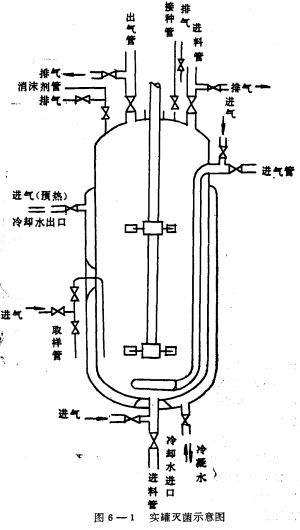 出气管
接种管
排气
进料管
排气
消沫剂管
排气
排气
进气
进气管
进气(预热)
冷却水出口
进气
取样管
进气
进料管
冷却水进口
冷凝水
图 6—1 实罐灭菌示意图